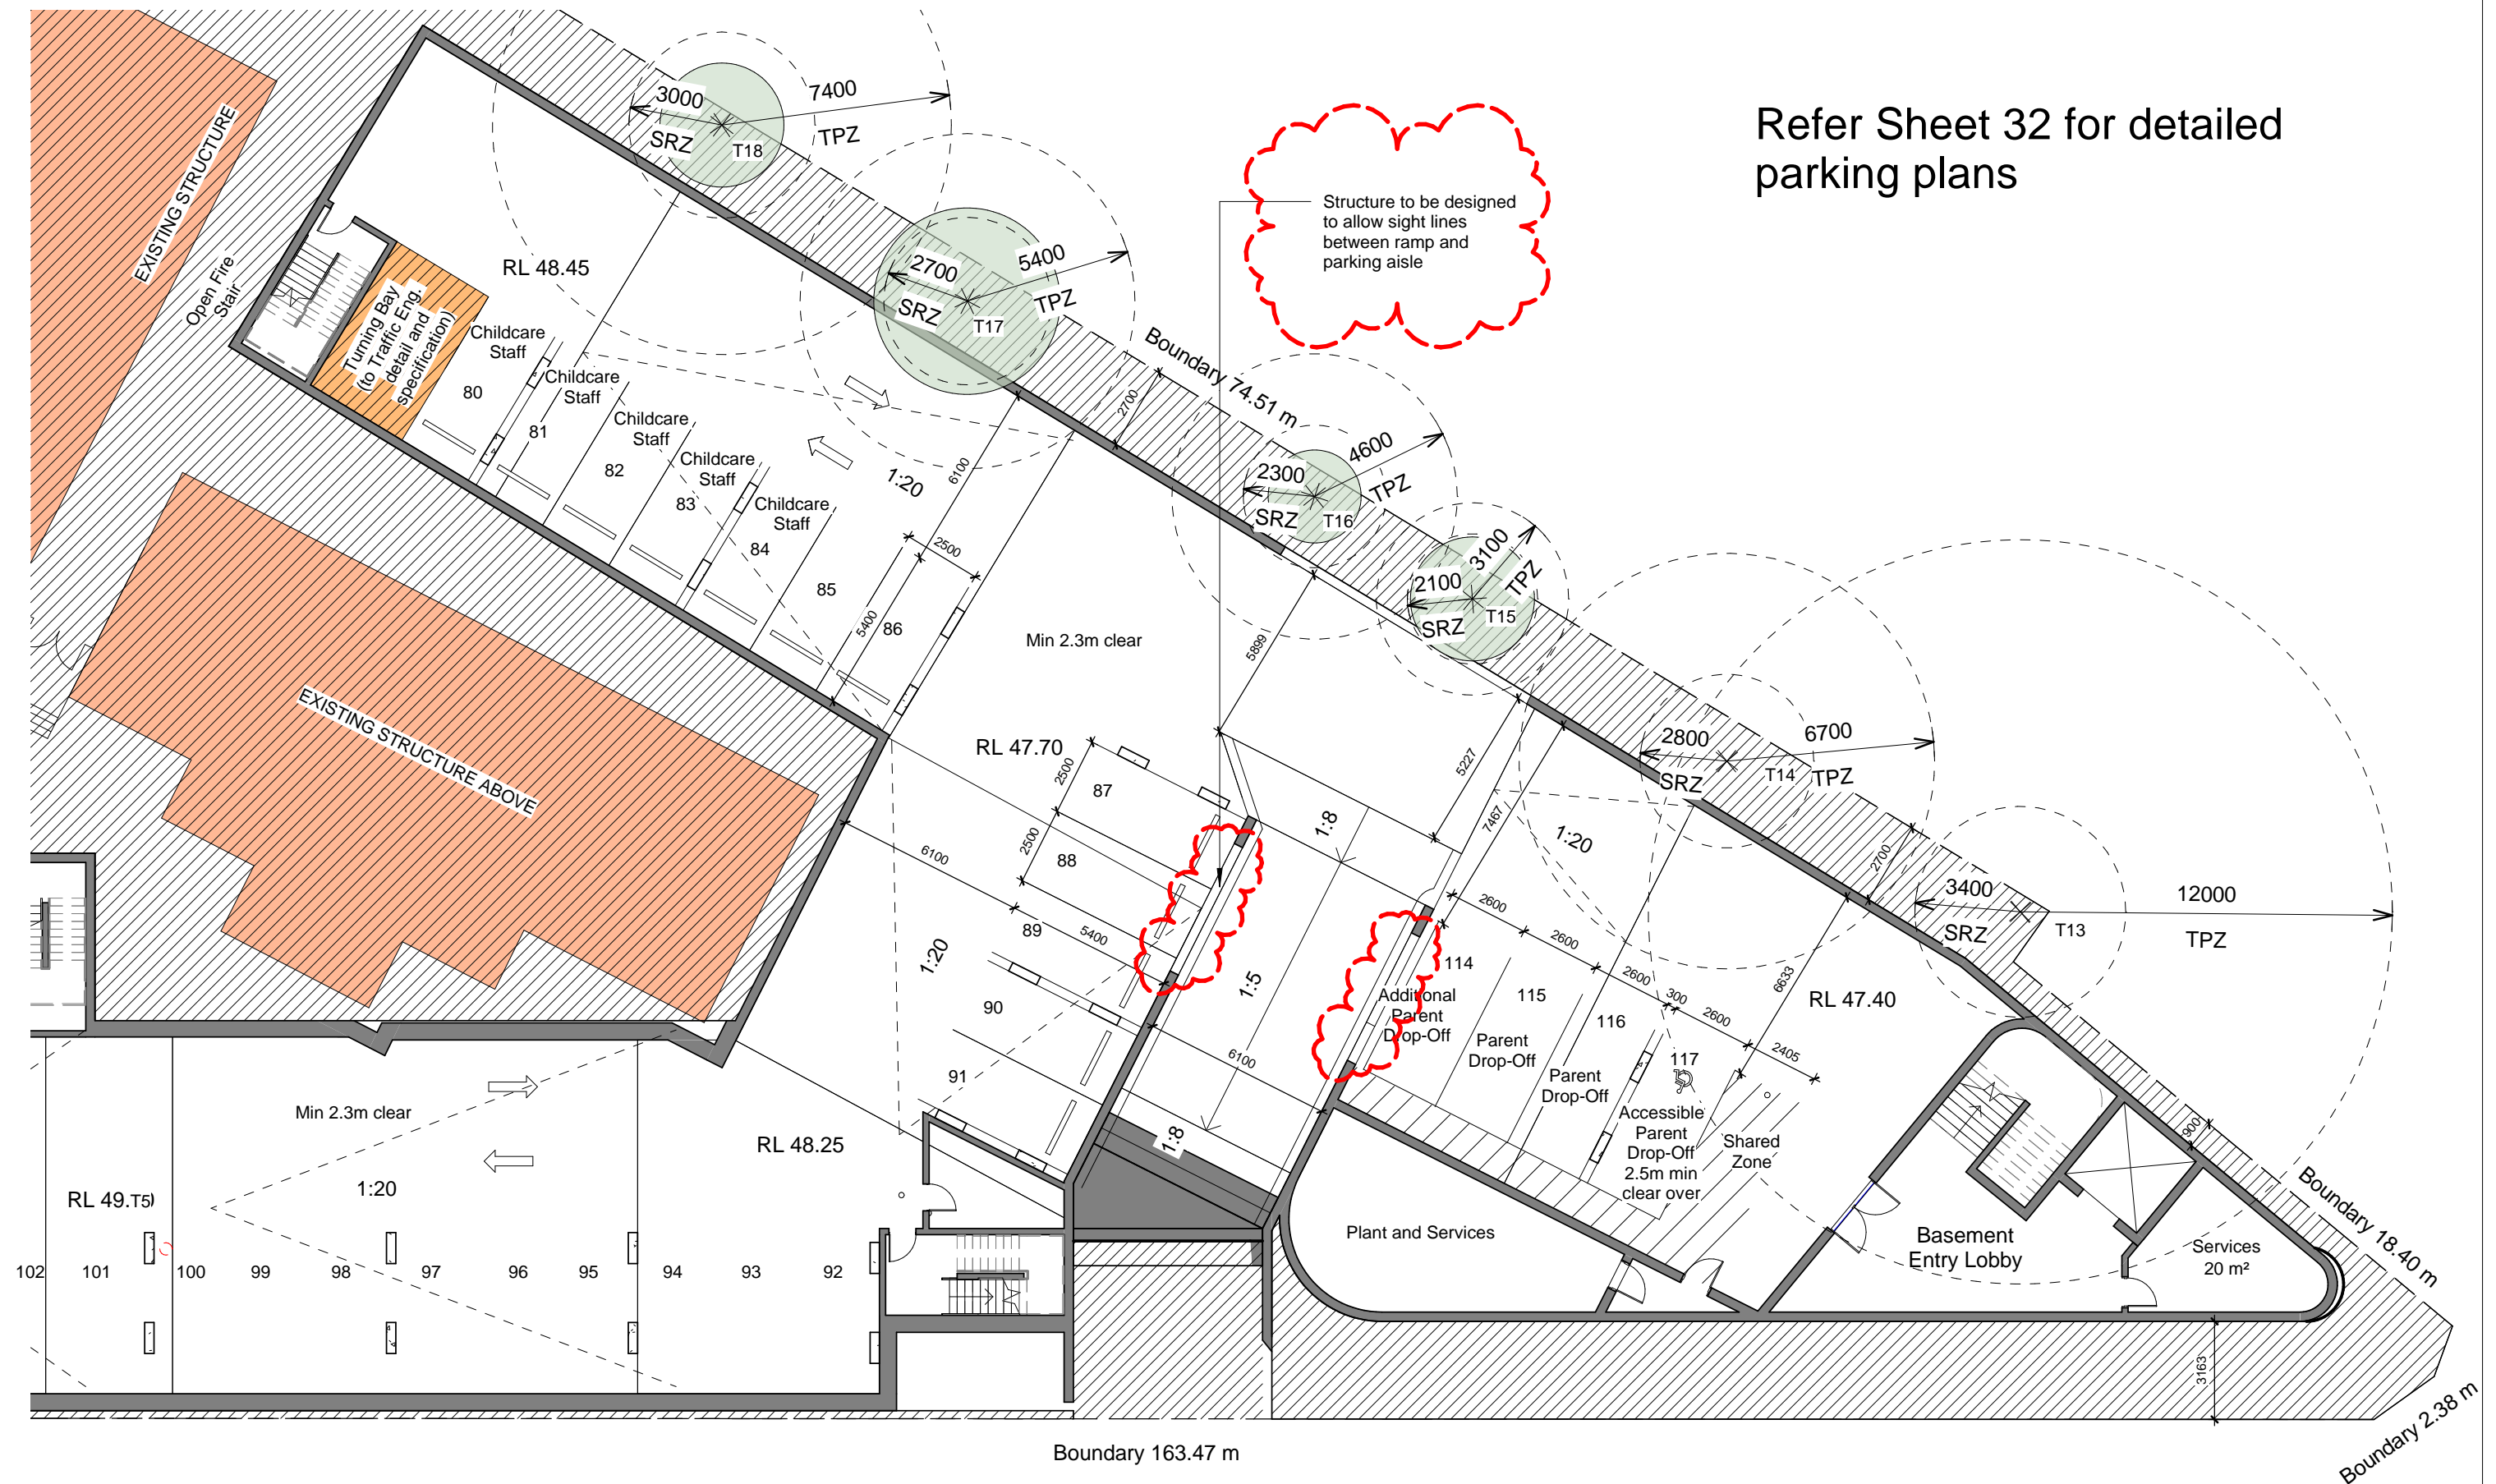 Refer Sheet 32 for detailed
parking plans
Structure to be designed
to allow sight lines
between ramp and
parking aisle
3000
SRZ
T18
7400
TPZ
2700
SRZ
T17
5400
TPZ
EXISTING STRUCTURE
Open Fire
Stair
RL 48.45
Turning Bay
(to Traffic Eng.
detail and
specification)
Childcare
Staff
80
Childcare
Staff
81
Childcare
Staff
82
Childcare
Staff
83
Childcare
Staff
84
85
86
1:20
6100
2500
5400
2700
Boundary 74.51 m
2300
SRZ
T16
4600
TPZ
2100
SRZ
T15
3100
TPZ
Min 2.3m clear
5899
EXISTING STRUCTURE ABOVE
RL 47.70
2500
87
2500
88
6100
89
5400
1:20
90
91
6100
1:8
1:5
1:8
5227
7467
1:20
2800
SRZ
T14
6700
TPZ
2700
3400
SRZ
T13
12000
TPZ
2600
2600
2600
300
2600
2405
6633
RL 47.40
114
Additional
Parent
Drop-Off
115
Parent
Drop-Off
116
Parent
Drop-Off
117
Accessible
Parent
Drop-Off
2.5m min
clear over
Shared
Zone
Min 2.3m clear
RL 48.25
1:20
RL 49.T5)
102
101
100
99
98
97
96
95
94
93
92
Plant and Services
Basement
Entry Lobby
Services
20 m²
900
Boundary 18.40 m
3163
Boundary 2.38 m
Boundary 163.47 m